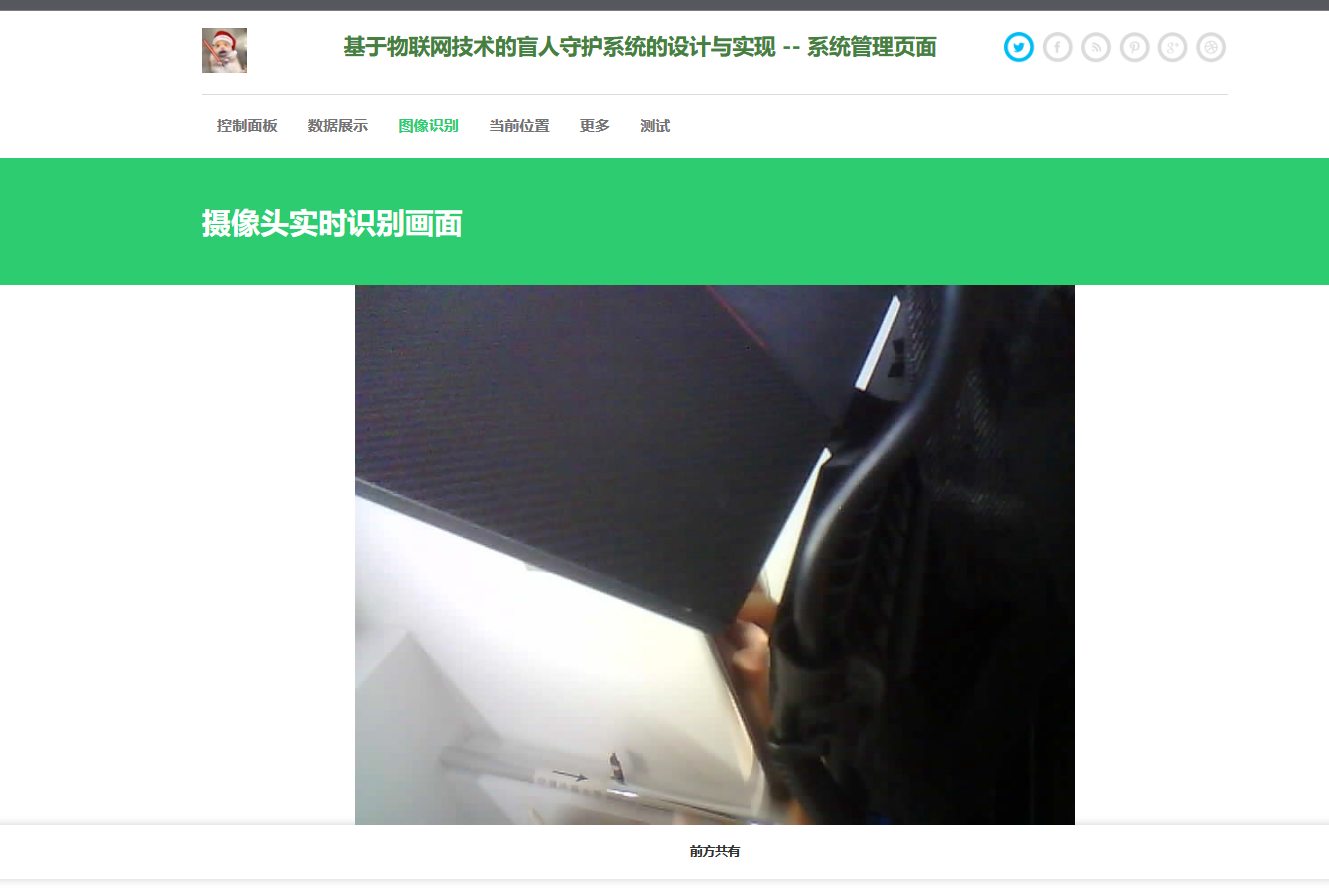 基于物联网技术的盲人守护系统的设计与实现 -- 系统管理页面
控制面板 数据展示 图像识别 当前位置 更多 测试
摄像头实时识别画面
前方共有